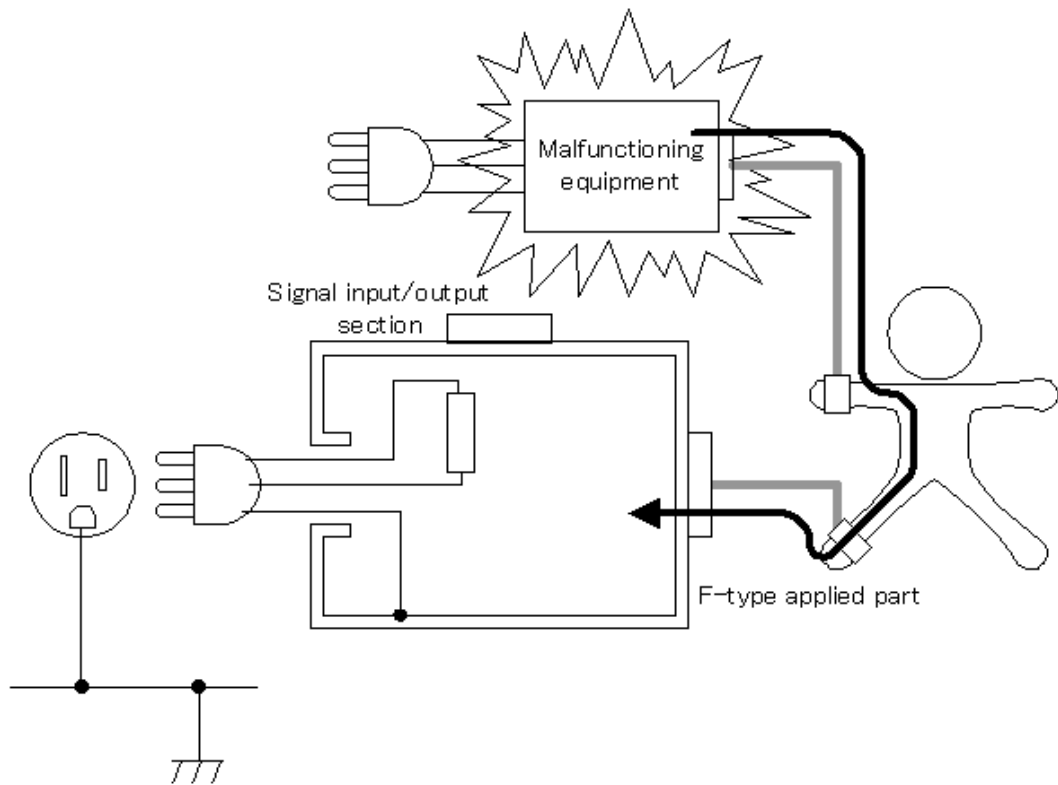 Malfunctioning
equipment
Signal input/output
section
F-type applied part